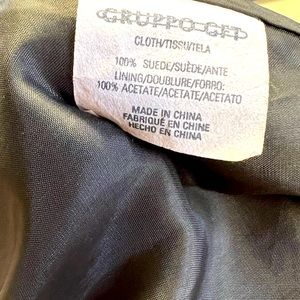 GRUPPO GFT
CLOTH/TISSU/TELA
100% SUEDE/SUÈDE/ANTE
LINING/DOUBLURE/FORRO:
100% ACETATE/ACETATE/ACETATO
MADE IN CHINA
FABRIQUÉ EN CHINE
HECHO EN CHINA